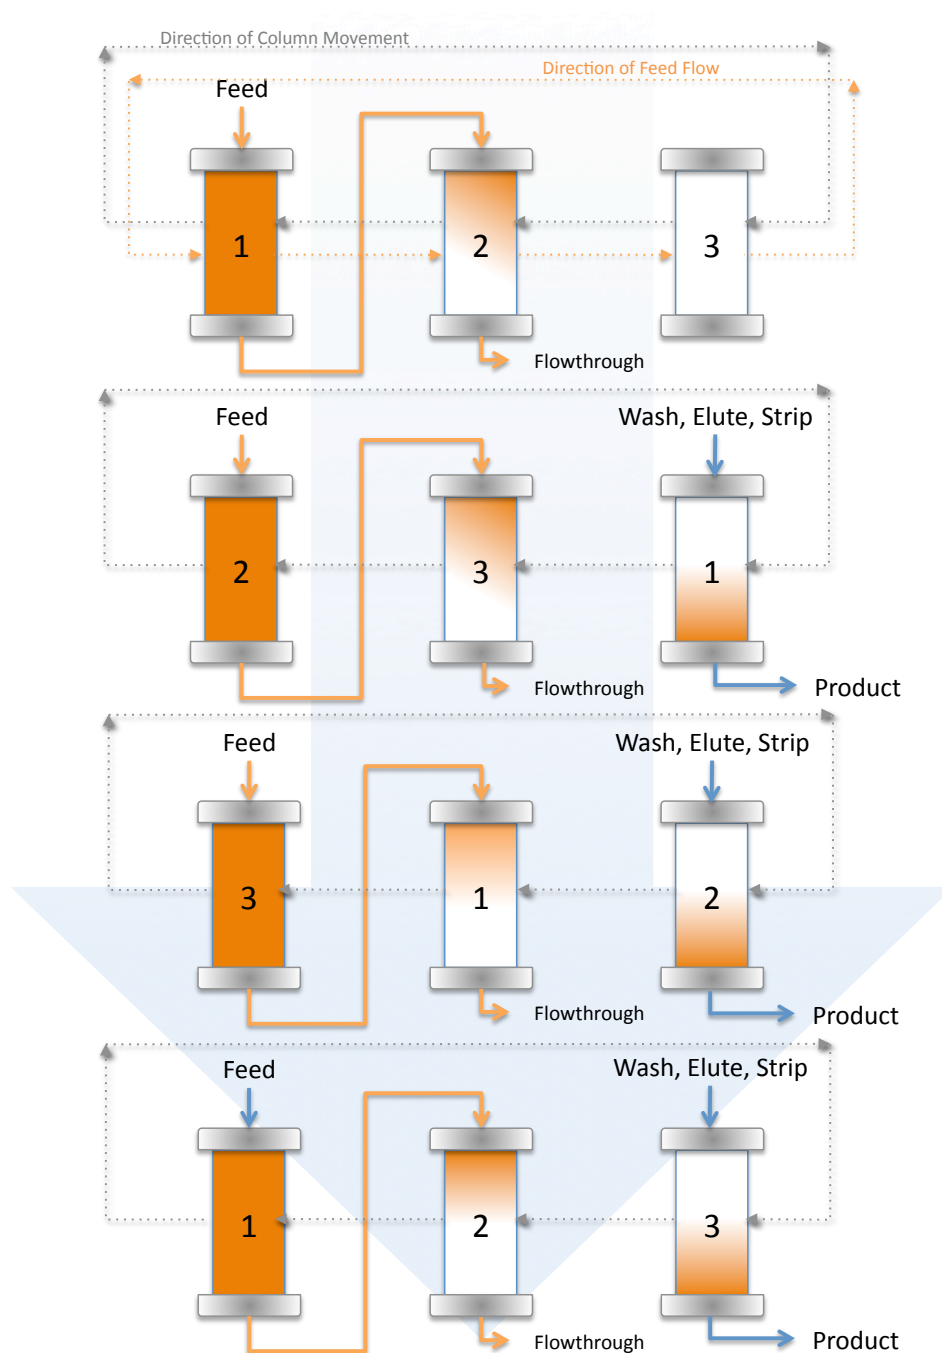 Direction of Column Movement
Direction of Feed Flow
Feed
1
2
3
Flowthrough
Feed
Wash, Elute, Strip
2
3
1
Flowthrough
Product
Feed
Wash, Elute, Strip
3
1
2
Flowthrough
Product
Feed
Wash, Elute, Strip
1
2
3
Flowthrough
Product